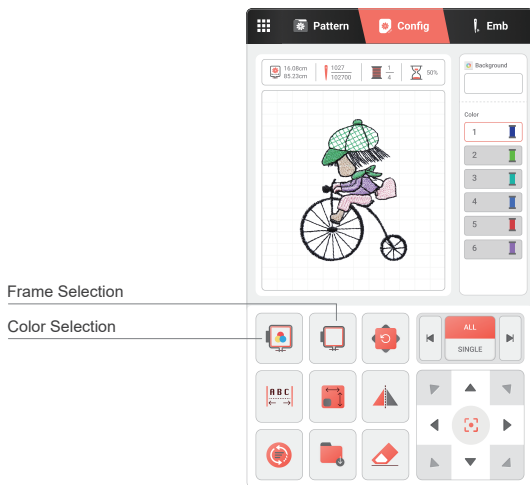 Pattern
Config
Emb
16.08cm
85.23cm
1027
102700
1
4
50%
Background
Color
1
2
3
4
5
6
Frame Selection
Color Selection
ALL
SINGLE
A B C